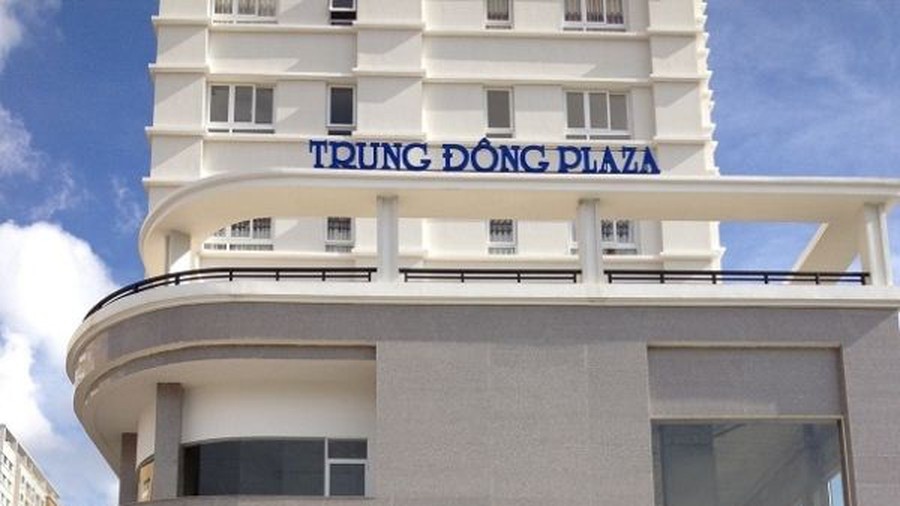 TRUNG ĐÔNG PLAZA